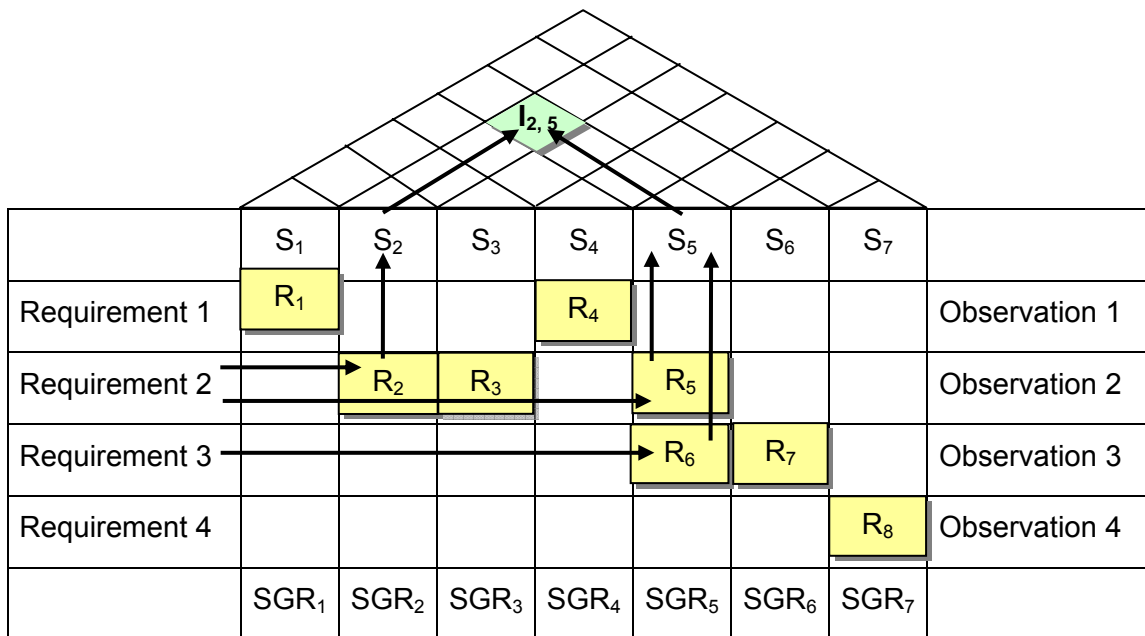 I2, 5
S1 S2 S3 S4 S5 S6 S7
Requirement 1 R1 R4 Observation 1
Requirement 2 R2 R3 R5 Observation 2
Requirement 3 R6 R7 Observation 3
Requirement 4 R8 Observation 4
SGR1 SGR2 SGR3 SGR4 SGR5 SGR6 SGR7